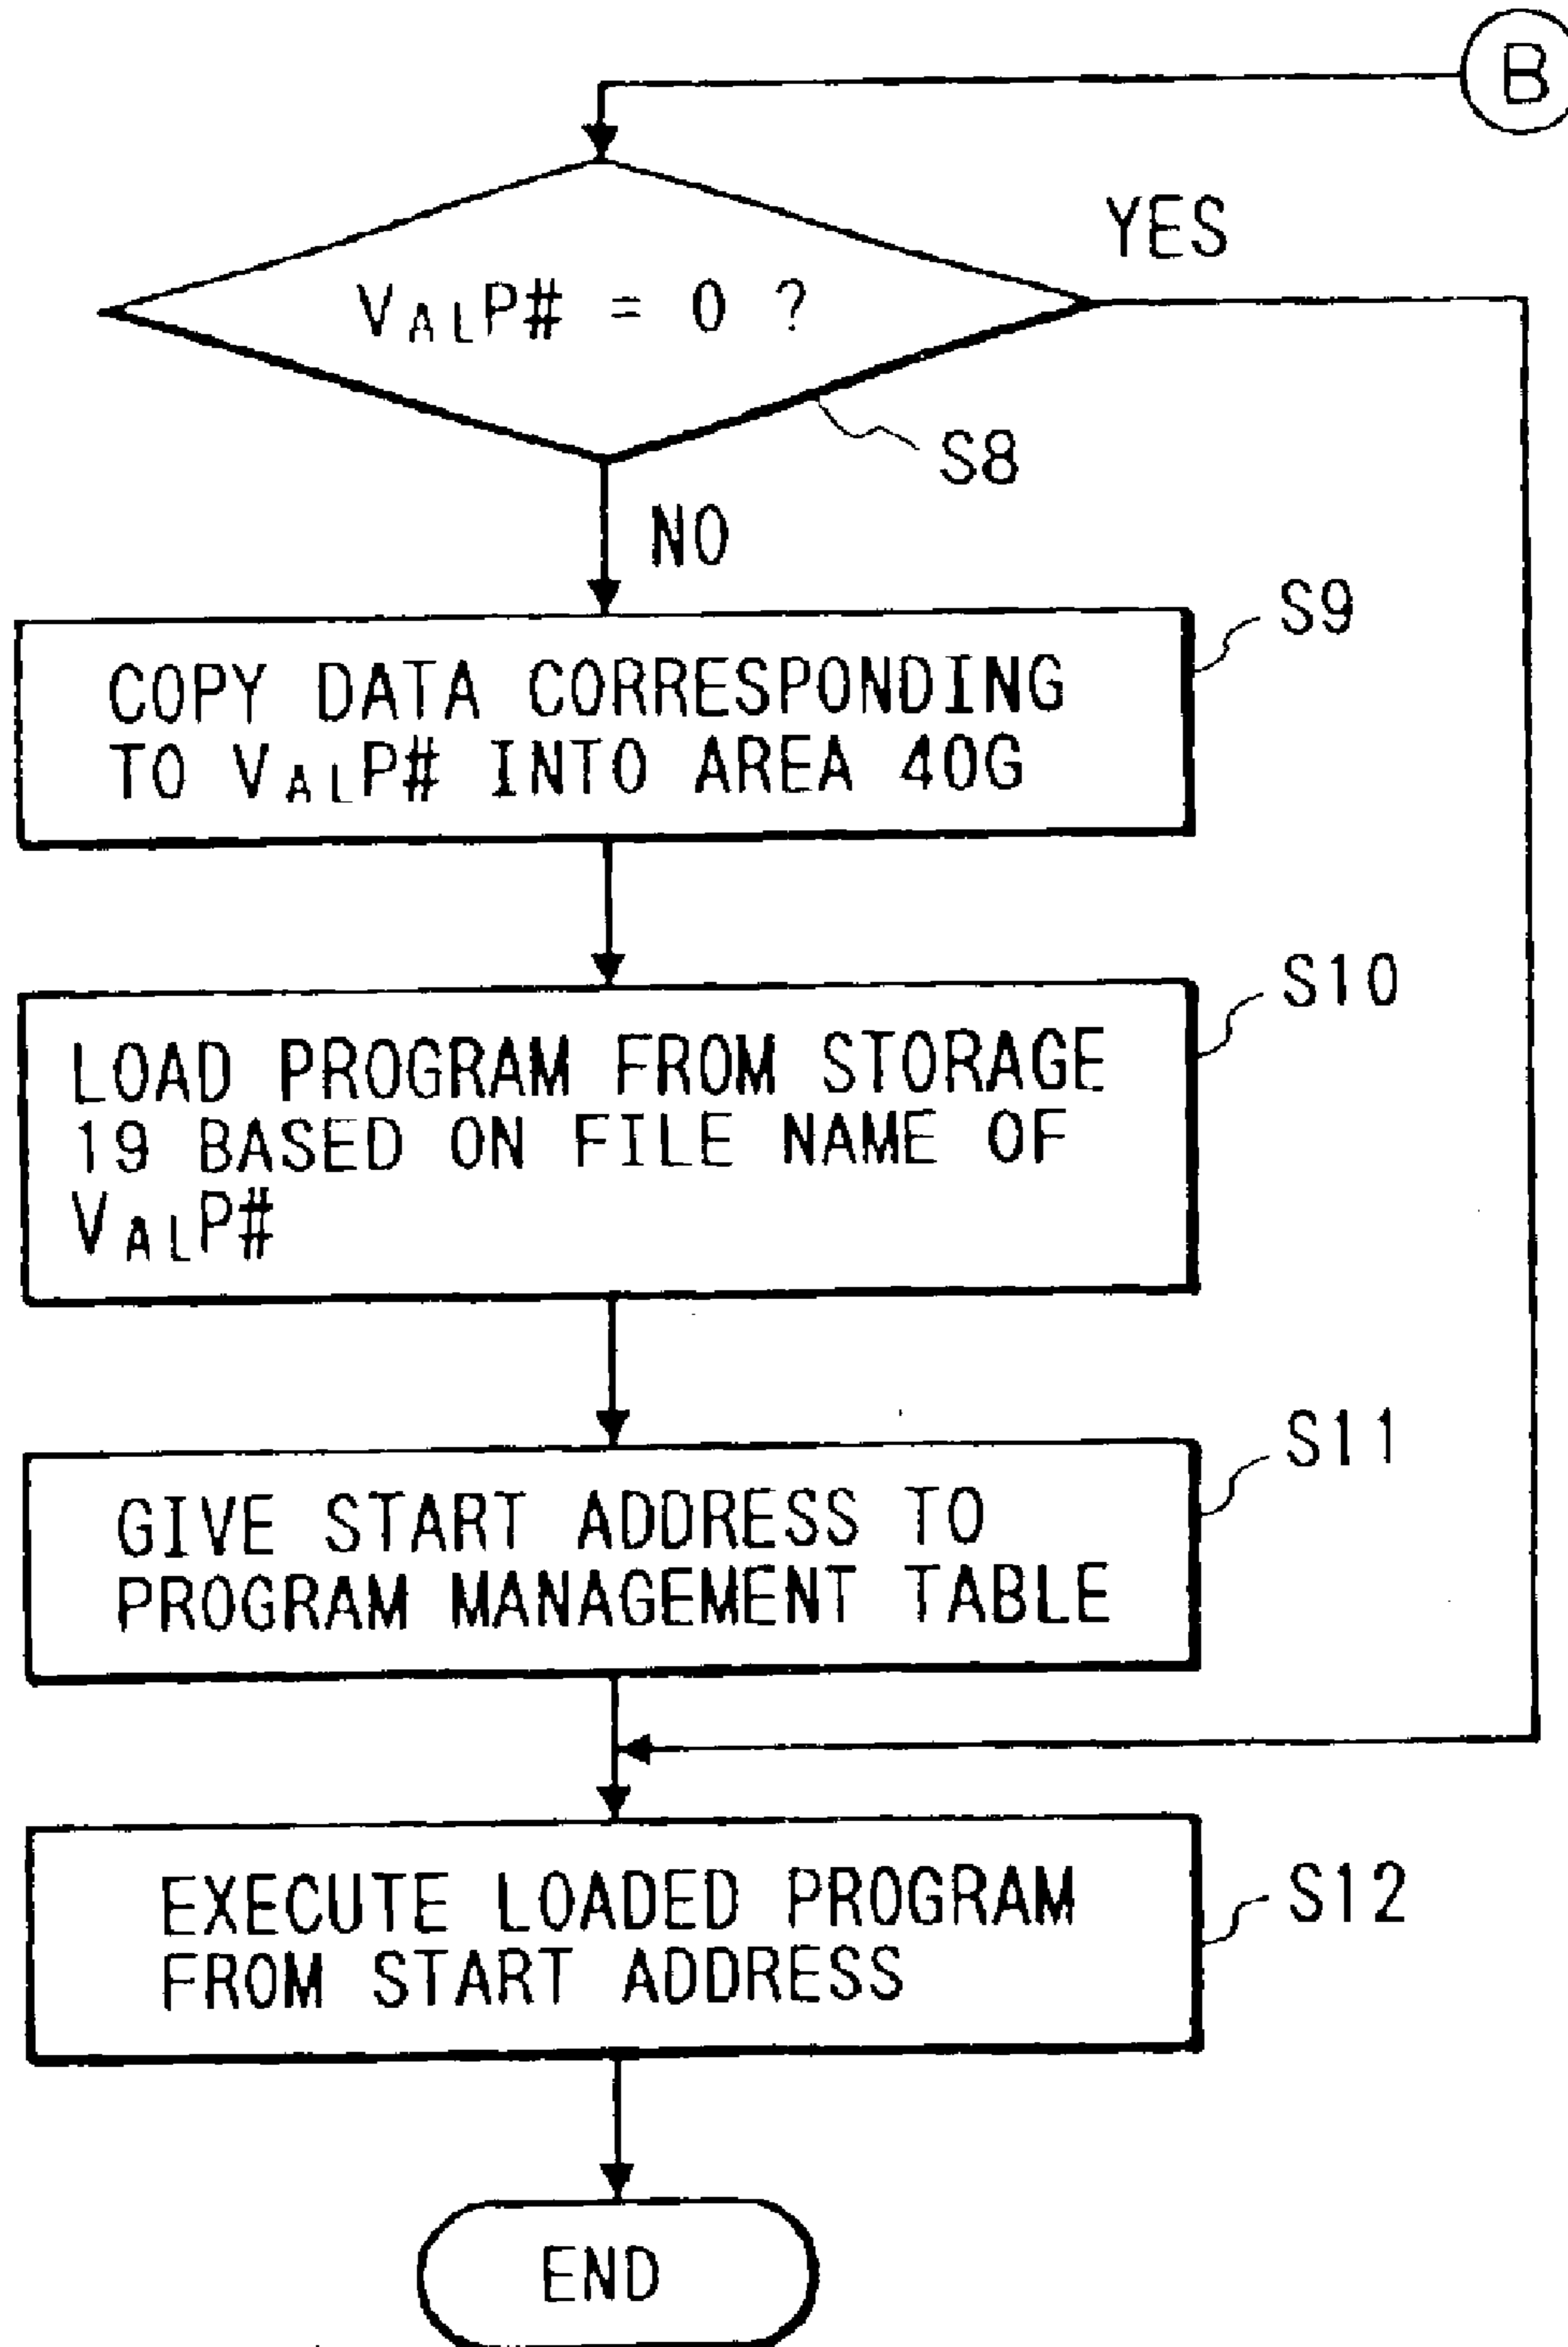 B
YES
VALP# = 0 ?
S8
NO
S9
COPY DATA CORRESPONDING
TO VALP# INTO AREA 40G
S10
LOAD PROGRAM FROM STORAGE
19 BASED ON FILE NAME OF
VALP#
S11
GIVE START ADDRESS TO
PROGRAM MANAGEMENT TABLE
S12
EXECUTE LOADED PROGRAM
FROM START ADDRESS
END